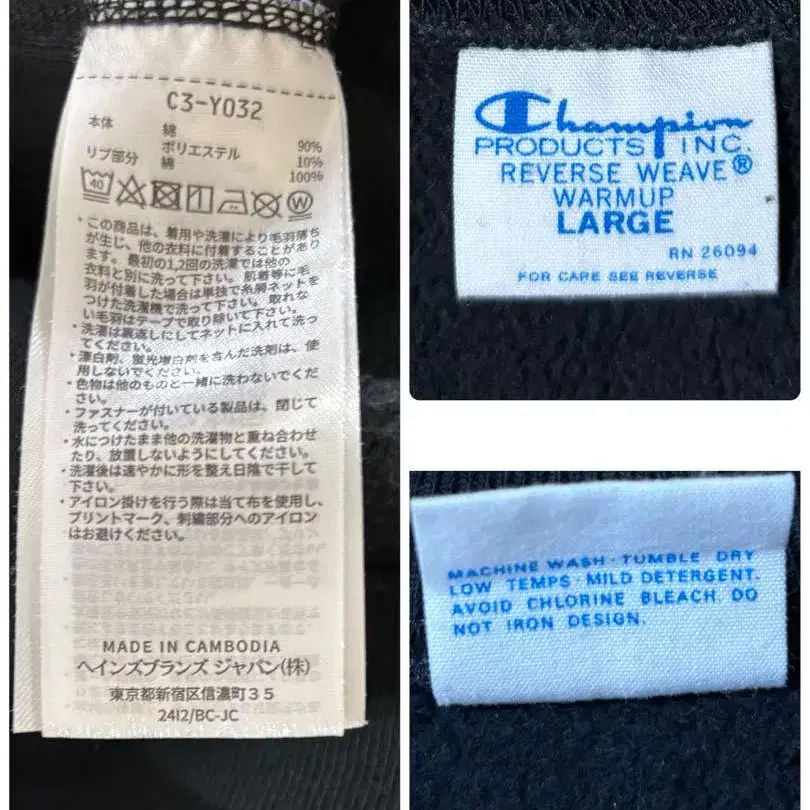 C3-Y032
本体 綿 90%
ポリエステル 10%
リブ部分 綿 100%
40 W
・この商品は、着用や洗濯により毛羽落ち
が生じ、他の衣料に付着することがあり
ます。最初の1,2回の洗濯では他の
衣料と別に洗って下さい。肌着等に毛
羽が付着した場合は単独で糸屑ネットを
つけた洗濯機で洗って下さい。取れな
い毛羽はテープで取り除いて下さい。
・洗濯は裏返しにしてネットに入れて洗っ
てください。
・漂白剤、蛍光増白剤を含んだ洗剤は、使
用しないでください。
・色物は他のものと一緒に洗わないでくだ
さい。
・ファスナーが付いている製品は、閉じて
洗ってください。
・水につけたまま他の洗濯物と重ね合わせ
たり、放置しないようにしてください。
・洗濯後は速やかに形を整え日陰で干して
下さい。
・アイロン掛けを行う際は当て布を使用し、
プリントマーク、刺繍部分へのアイロン
はお避けください。
MADE IN CAMBODIA
ヘインズブランズ ジャパン(株)
東京都新宿区信濃町35
2412/BC-JC
Champion
PRODUCTS INC.
REVERSE WEAVE®
WARMUP
LARGE
RN 26094
FOR CARE SEE REVERSE
MACHINE WASH·TUMBLE DRY
LOW TEMPS·MILD DETERGENT.
AVOID CHLORINE BLEACH. DO
NOT IRON DESIGN.